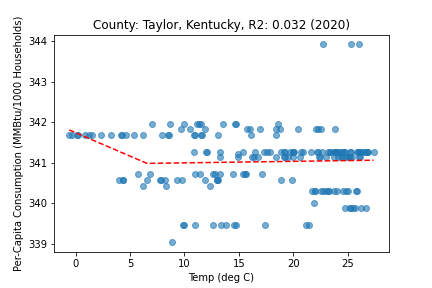 County: Taylor, Kentucky, R2: 0.032 (2020)
Per-Capita Consumption (MMBtu/1000 Households)
344
343
342
341
340
339
0 5 10 15 20 25
Temp (deg C)